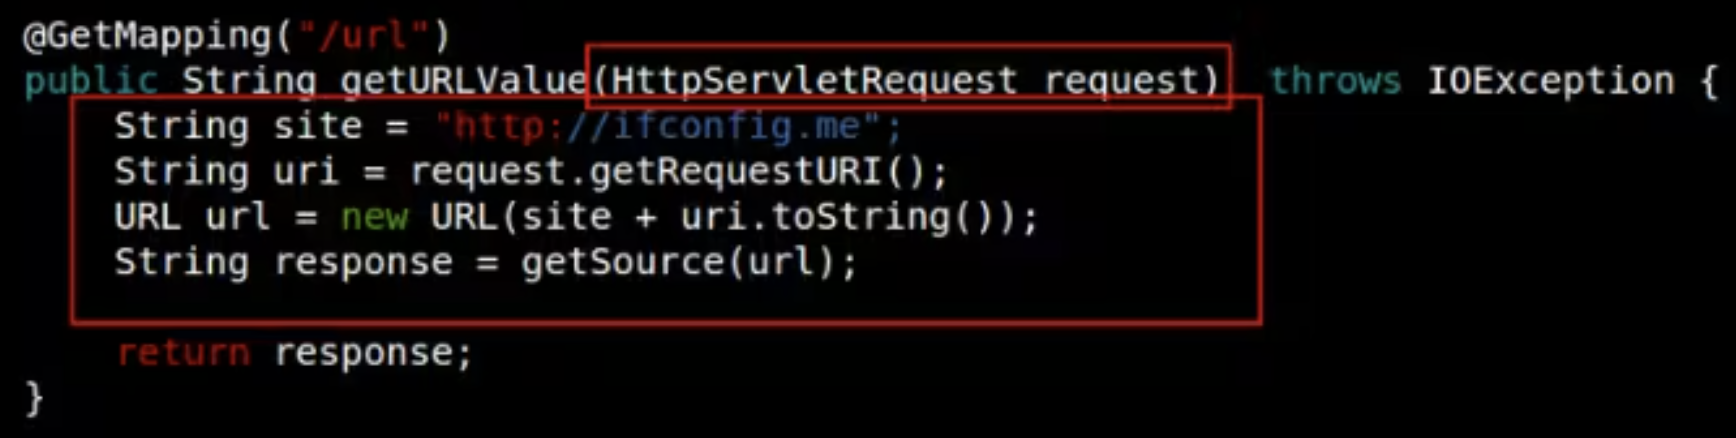 @GetMapping("/url")
public String getURLValue(HttpServletRequest request) throws IOException {
String site = "http://ifconfig.me";
String uri = request.getRequestURI();
URL url = new URL(site + uri.toString());
String response = getSource(url);
return response;
}